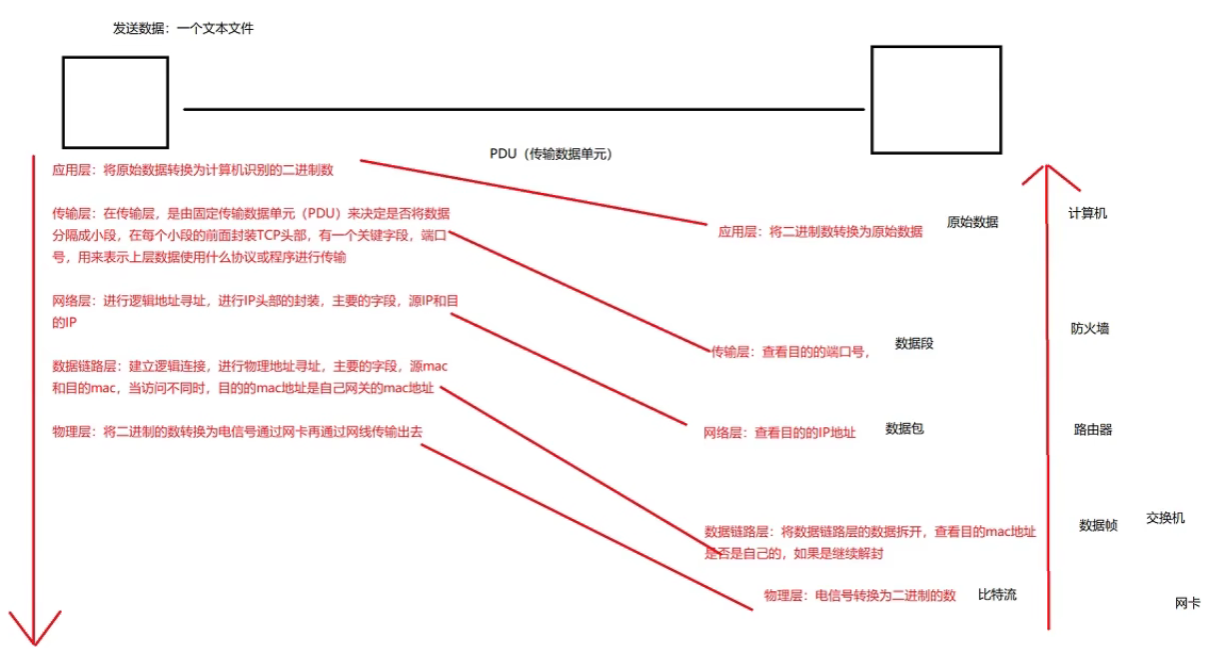 发送数据：一个文本文件
PDU（传输数据单元）
应用层：将原始数据转换为计算机识别的二进制数
传输层：在传输层，是由固定传输数据单元（PDU）来决定是否将数据
分隔成小段，在每个小段的前面封装TCP头部，有一个关键字段，端口
号，用来表示上层数据使用什么协议或程序进行传输
网络层：进行逻辑地址寻址，进行IP头部的封装，主要的字段，源IP和目
的IP
数据链路层：建立逻辑连接，进行物理地址寻址，主要的字段，源mac
和目的mac，当访问不同时，目的的mac地址是自己网关的mac地址
物理层：将二进制的数转换为电信号通过网卡再通过网线传输出去
应用层：将二进制数转换为原始数据
原始数据
计算机
传输层：查看目的的端口号，
数据段
防火墙
网络层：查看目的的IP地址
数据包
路由器
数据链路层：将数据链路层的数据拆开，查看目的mac地址
是否是自己的，如果是继续解封
数据帧
交换机
物理层：电信号转换为二进制的数
比特流
网卡